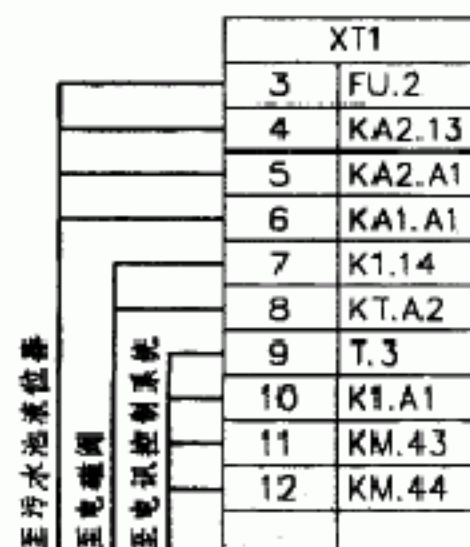 XT1
3 FU.2
4 KA2.13
5 KA2.A1
6 KA1.A1
7 K1.14
8 KT.A2
9 T.3
10 K1.A1
11 KM.43
12 KM.44
至污水池液位器
至电磁阀
至电讯控制系统